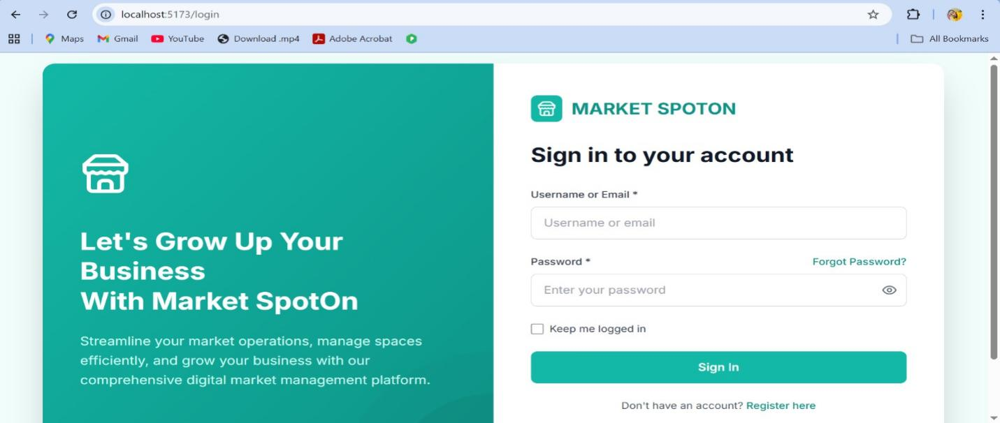 localhost:5173/login
Maps
Gmail
YouTube
Download .mp4
Adobe Acrobat
All Bookmarks
Let's Grow Up Your
Business
With Market SpotOn
Streamline your market operations, manage spaces
efficiently, and grow your business with our
comprehensive digital market management platform.
MARKET SPOTON
Sign in to your account
Username or Email *
Username or email
Password *
Forgot Password?
Enter your password
Keep me logged in
Sign In
Don't have an account? Register here